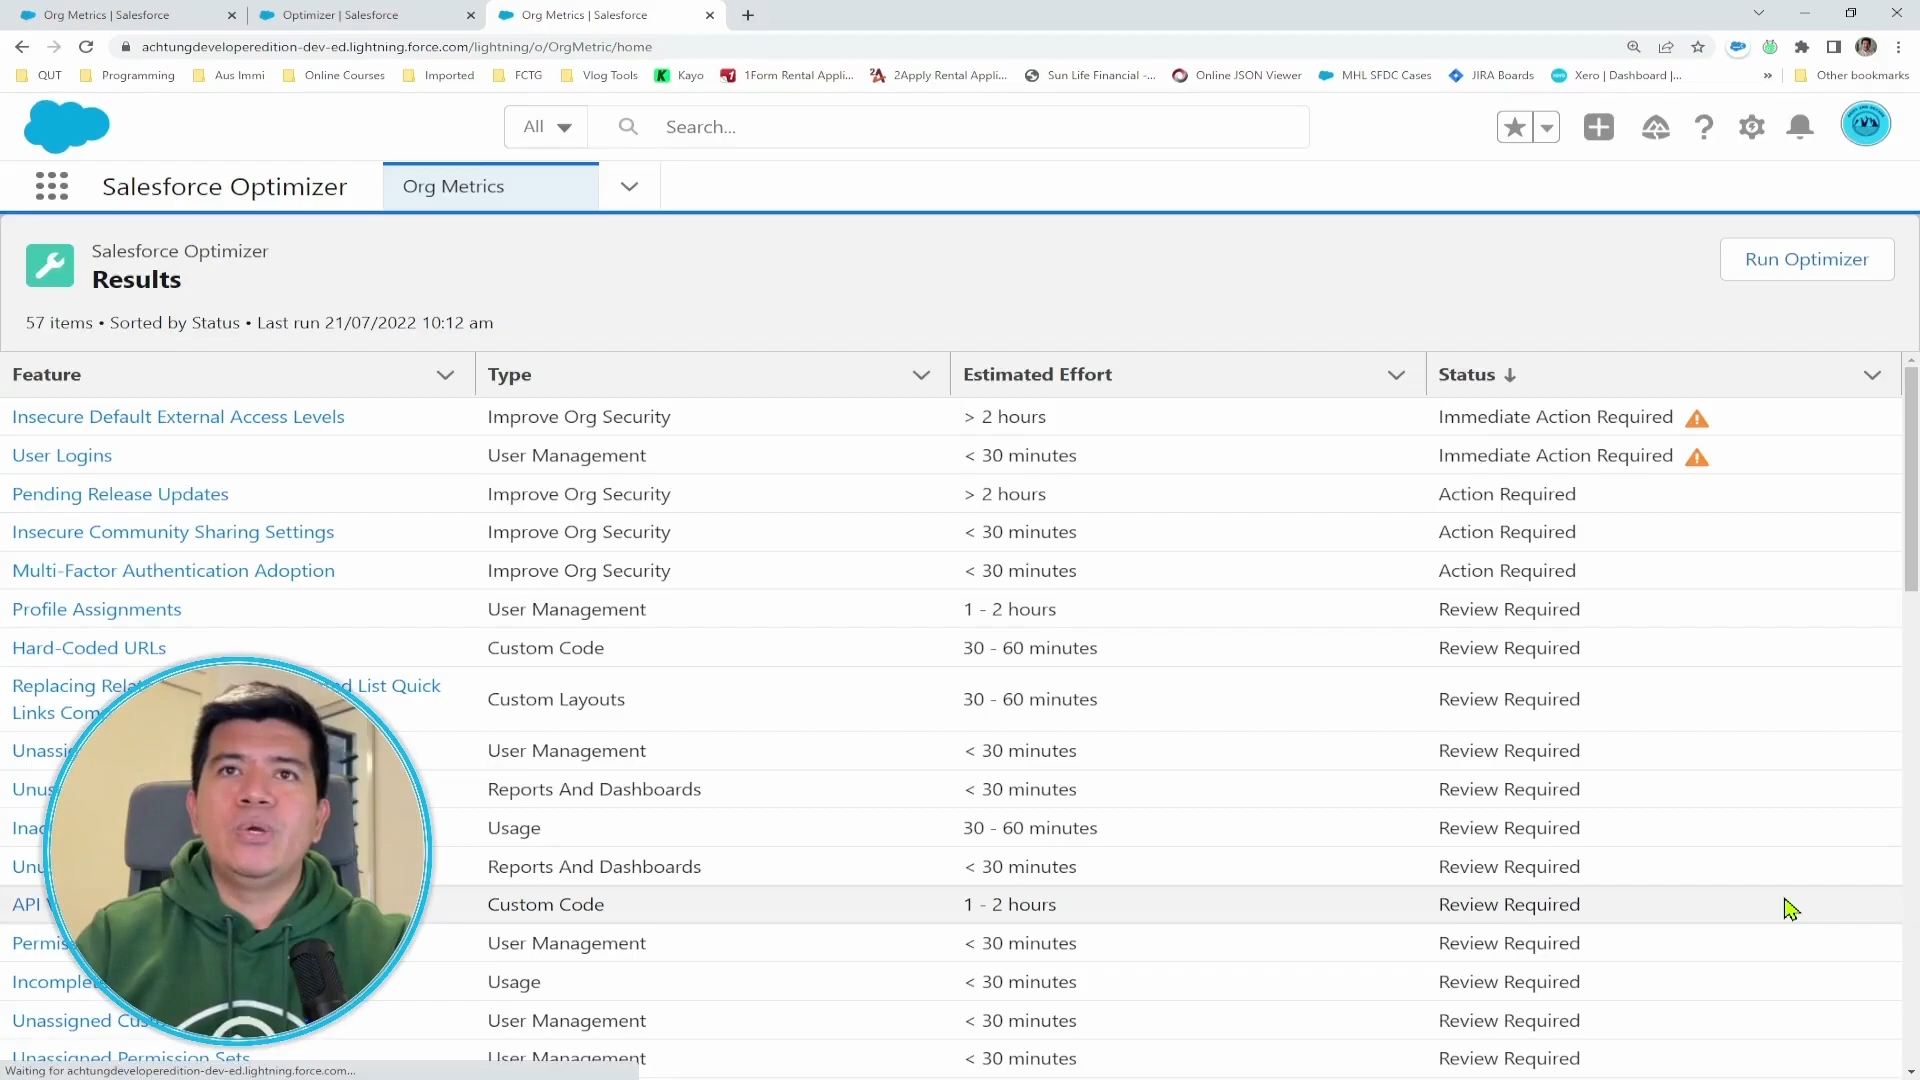 Org Metrics | Salesforce
Optimizer | Salesforce
Org Metrics | Salesforce
achtungdeveloperedition-dev-ed.lightning.force.com/lightning/o/OrgMetric/home
QUT Programming Aus Immi Online Courses Imported FCTG Vlog Tools Kayo 1Form Rental Appli... 2Apply Rental Applic... Sun Life Financial -... Online JSON Viewer MHL SFDC Cases JIRA Boards Xero | Dashboard |... » Other bookmarks
All Search...
Salesforce Optimizer Org Metrics
Salesforce Optimizer
Results
Run Optimizer
57 items • Sorted by Status • Last run 21/07/2022 10:12 am
Feature Type Estimated Effort Status ↓
Insecure Default External Access Levels Improve Org Security > 2 hours Immediate Action Required
User Logins User Management < 30 minutes Immediate Action Required
Pending Release Updates Improve Org Security > 2 hours Action Required
Insecure Community Sharing Settings Improve Org Security < 30 minutes Action Required
Multi-Factor Authentication Adoption Improve Org Security < 30 minutes Action Required
Profile Assignments User Management 1 - 2 hours Review Required
Hard-Coded URLs Custom Code 30 - 60 minutes Review Required
Replacing List Quick
Links Custom Layouts 30 - 60 minutes Review Required
User Management < 30 minutes Review Required
Reports And Dashboards < 30 minutes Review Required
Usage 30 - 60 minutes Review Required
Reports And Dashboards < 30 minutes Review Required
API Custom Code 1 - 2 hours Review Required
User Management < 30 minutes Review Required
Usage < 30 minutes Review Required
Unassigned User Management < 30 minutes Review Required
Unassigned Permission Sets User Management < 30 minutes Review Required
Waiting for achtungdeveloperedition-dev-ed.lightning.force.com...